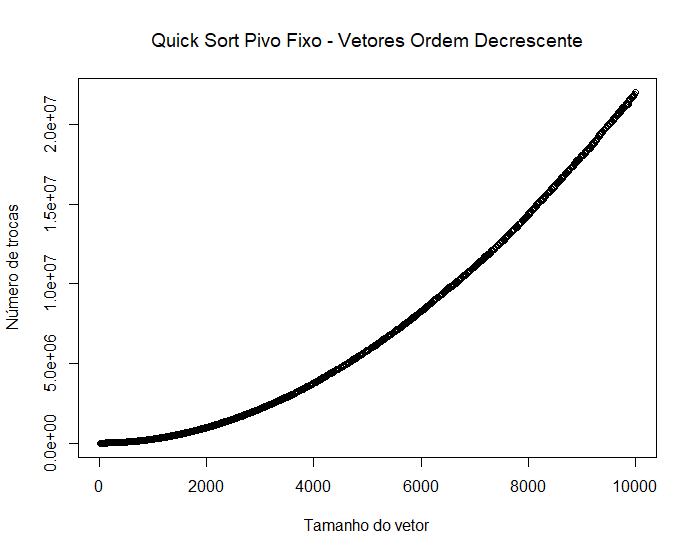 Quick Sort Pivo Fixo - Vetores Ordem Decrescente
Número de trocas
2.0e+07
1.5e+07
1.0e+07
5.0e+06
0.0e+00
0 2000 4000 6000 8000 10000
Tamanho do vetor